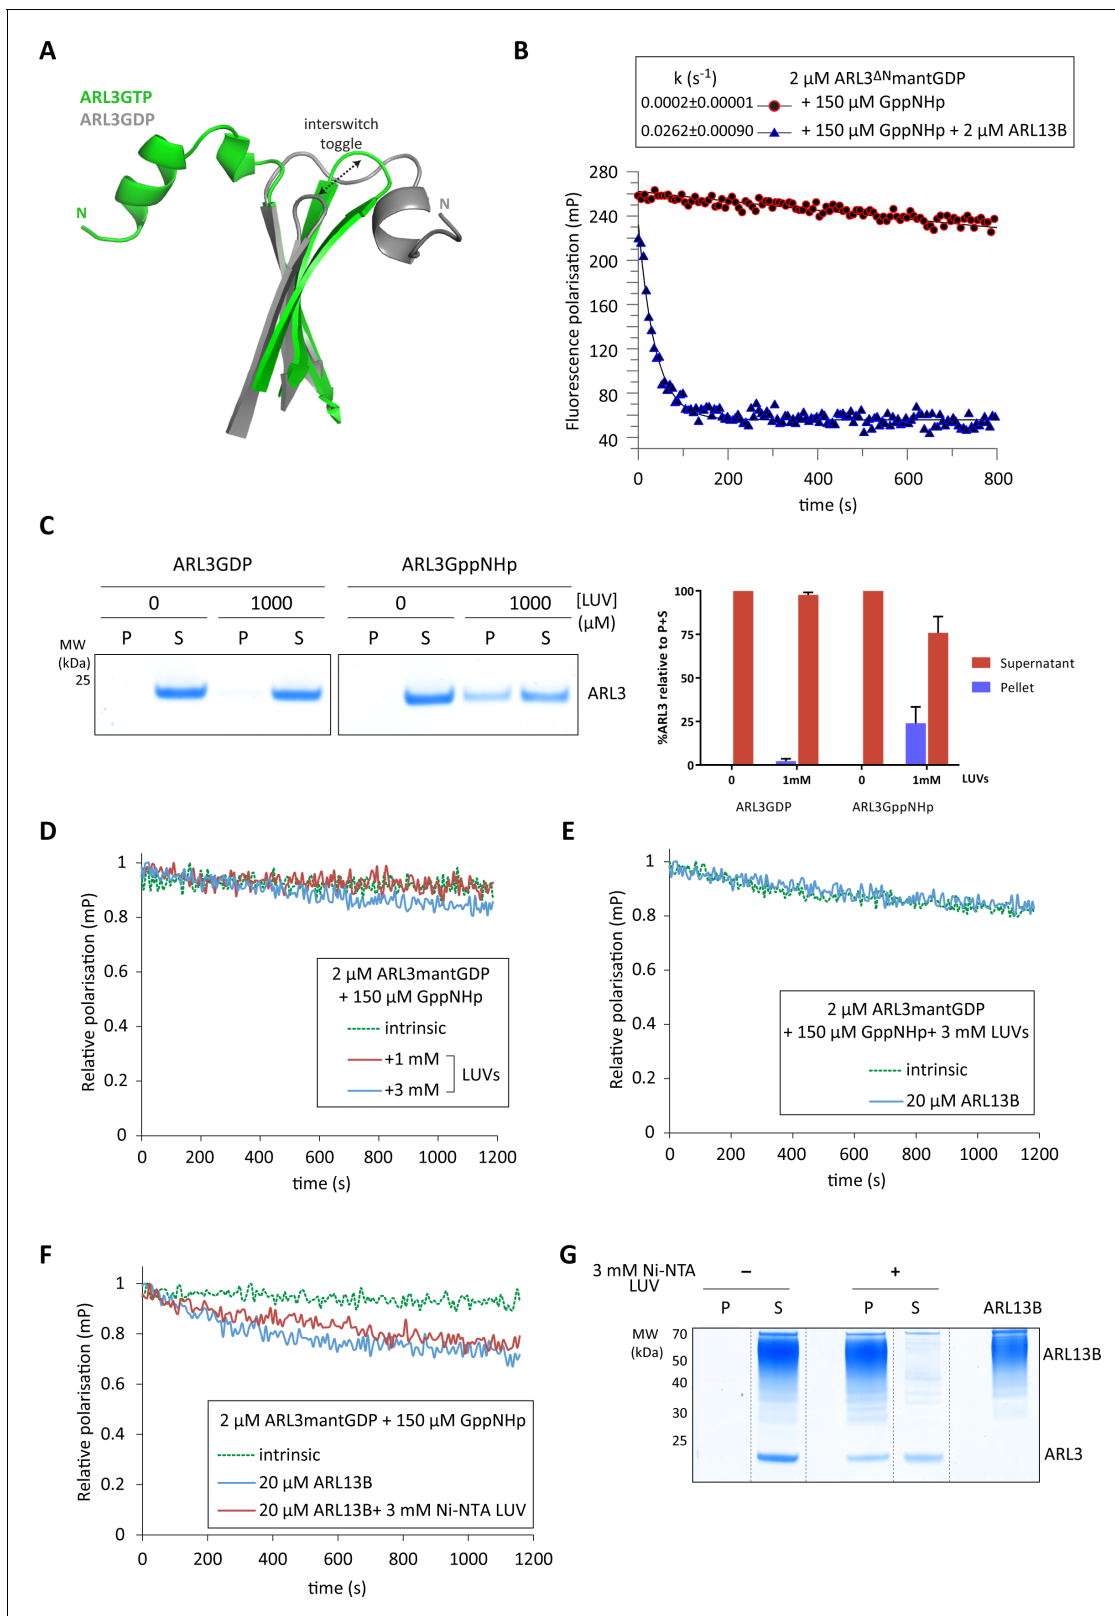 A
ARL3GTP
ARL3GDP
interswitch
toggle
N
N
B
k (s-1)
2 µM ARL3ΔNmantGDP
0.0002±0.00001
+ 150 µM GppNHp
0.0262±0.00090
+ 150 µM GppNHp + 2 µM ARL13B
Fluorescence polarisation (mP)
280
240
200
160
120
80
40
0
200
400
600
800
time (s)
C
ARL3GDP
ARL3GppNHp
0
1000
0
1000
[LUV]
(µM)
P
S
P
S
P
S
P
S
MW
(kDa)
25
ARL3
%ARL3 relative to P+S
100
75
50
25
0
0
1mM
0
1mM
LUVs
ARL3GDP
ARL3GppNHp
Supernatant
Pellet
D
Relative polarisation (mP)
1
0.8
0.6
0.4
0.2
0
2 µM ARL3mantGDP
+ 150 µM GppNHp
intrinsic
+1 mM
+3 mM
LUVs
0
200
400
600
800
1000
1200
time (s)
E
Relative polarisation (mP)
1
0.8
0.6
0.4
0.2
0
2 µM ARL3mantGDP
+ 150 µM GppNHp+ 3 mM LUVs
intrinsic
20 µM ARL13B
0
200
400
600
800
1000
1200
time (s)
F
Relative polarisation (mP)
1
0.8
0.6
0.4
0.2
0
2 µM ARL3mantGDP + 150 µM GppNHp
intrinsic
20 µM ARL13B
20 µM ARL13B+ 3 mM Ni-NTA LUV
0
200
400
600
800
1000
1200
time (s)
G
3 mM Ni-NTA
LUV
–
+
P
S
P
S
ARL13B
MW
(kDa)
70
50
40
30
25
ARL13B
ARL3